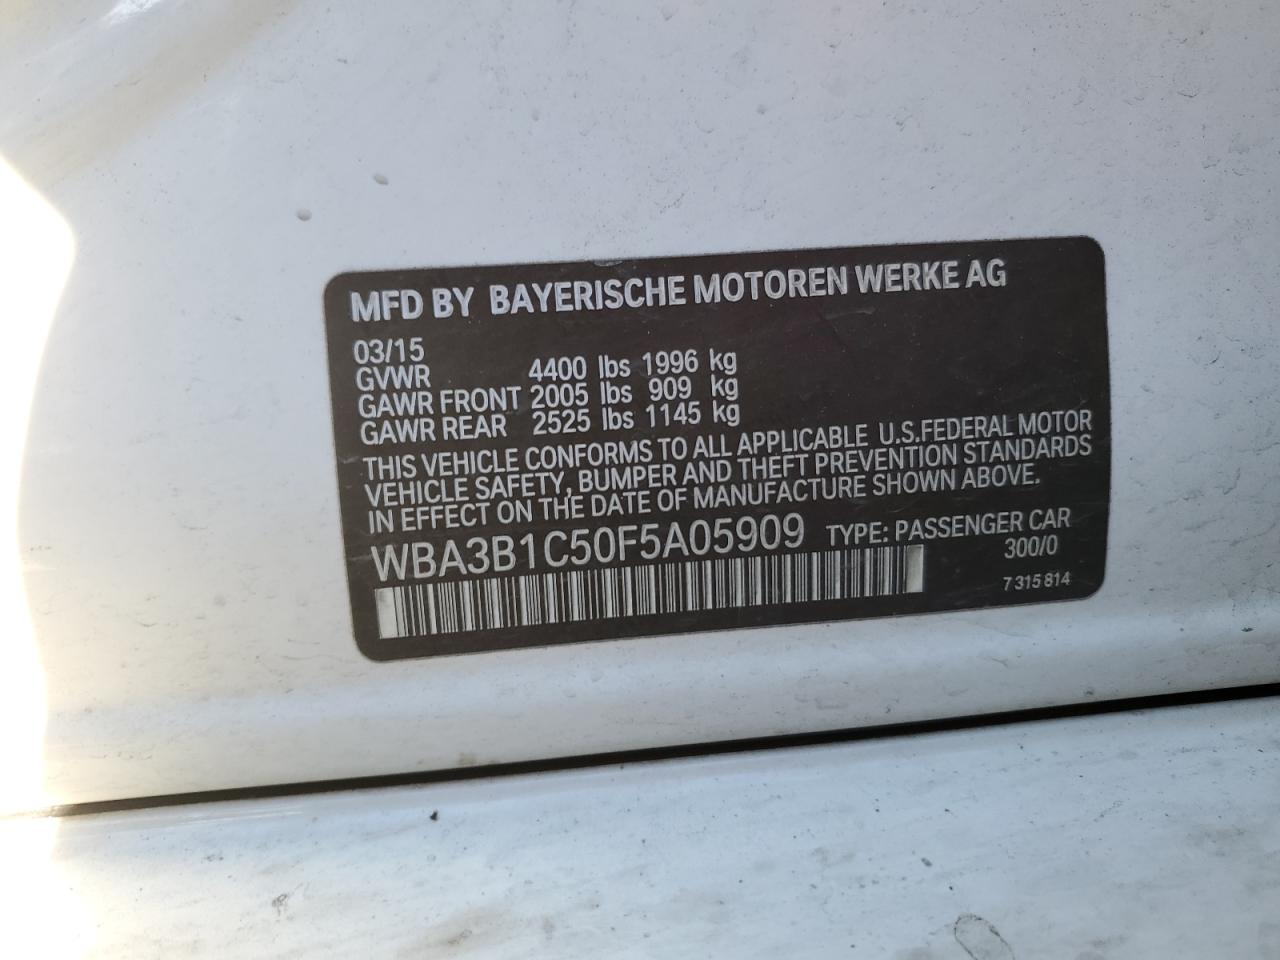 MFD BY BAYERISCHE MOTOREN WERKE AG
03/15
GVWR 4400 lbs 1996 kg
GAWR FRONT 2005 lbs 909 kg
GAWR REAR 2525 lbs 1145 kg
THIS VEHICLE CONFORMS TO ALL APPLICABLE U.S.FEDERAL MOTOR
VEHICLE SAFETY, BUMPER AND THEFT PREVENTION STANDARDS
IN EFFECT ON THE DATE OF MANUFACTURE SHOWN ABOVE.
WBA3B1C50F5A05909 TYPE: PASSENGER CAR
300/0
7 315 814